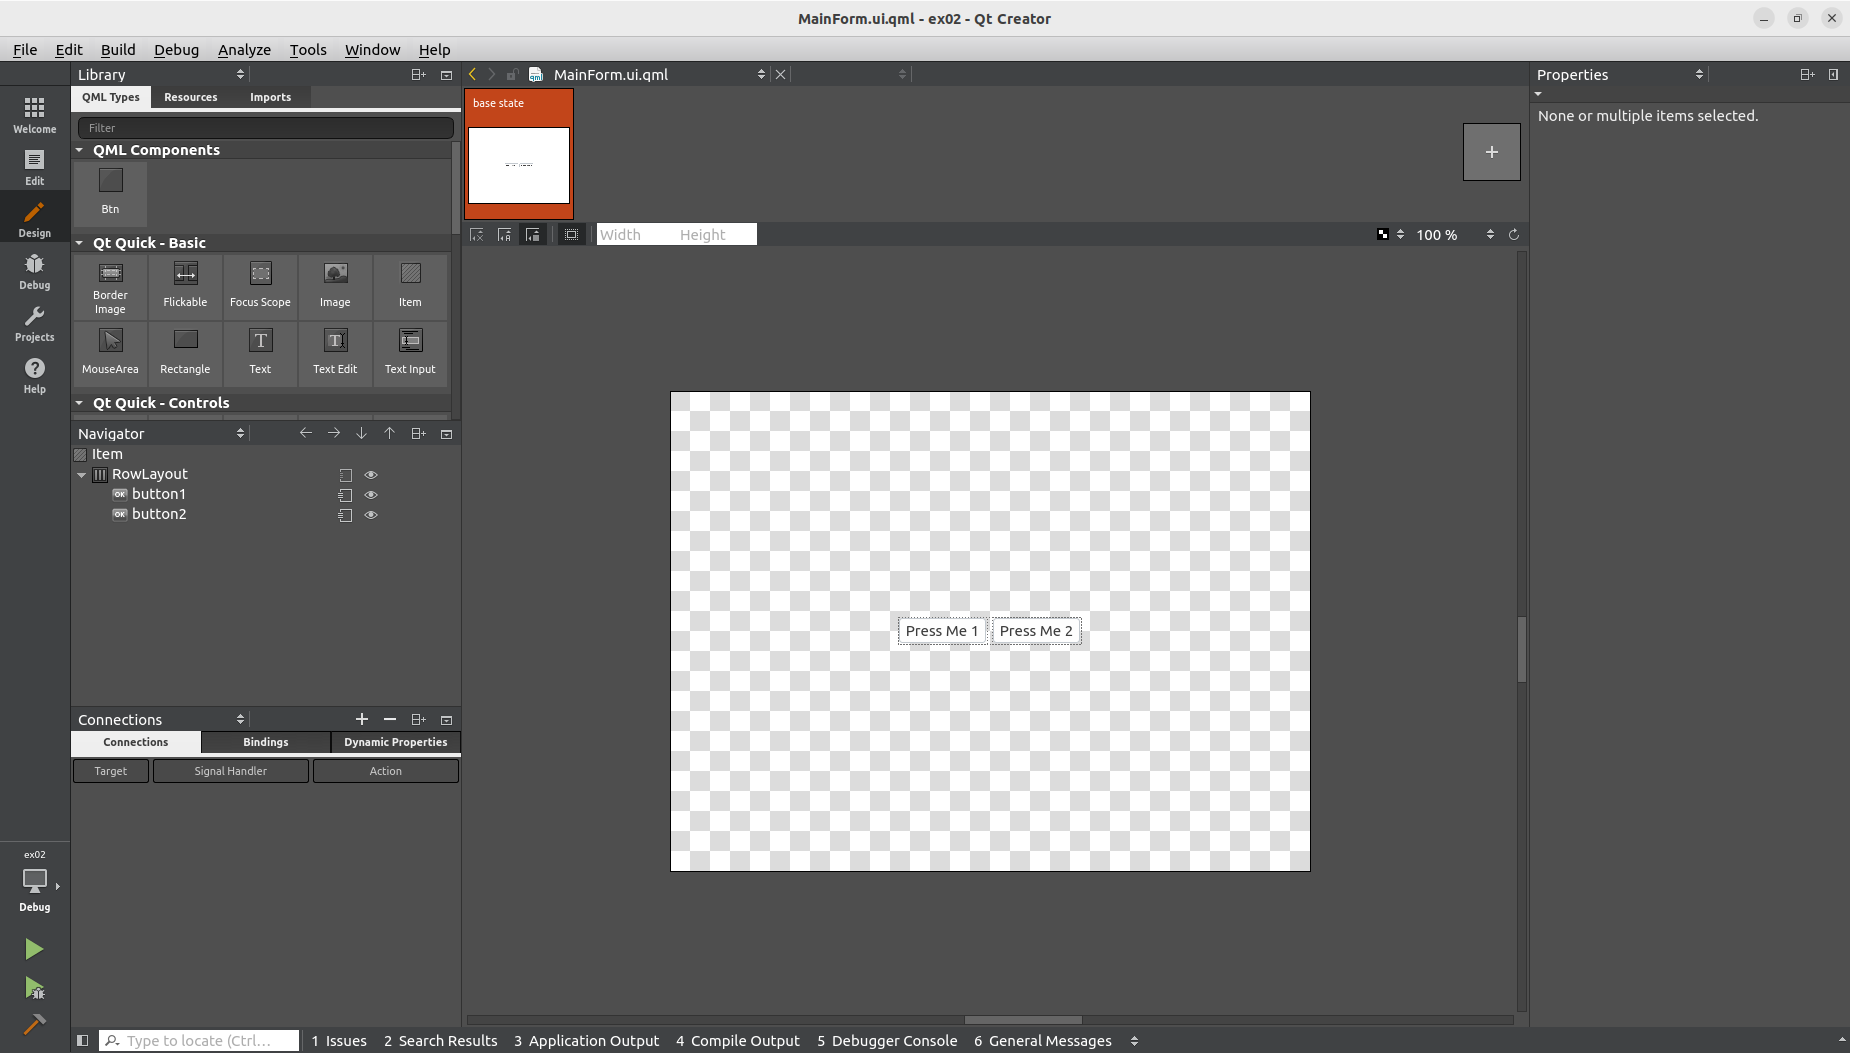 MainForm.ui.qml - ex02 - Qt Creator
File Edit Build Debug Analyze Tools Window Help
Library
MainForm.ui.qml
Properties
QML Types Resources Imports
base state
None or multiple items selected.
Filter
Welcome
QML Components
Btn
Edit
Design
Width Height
100 %
Qt Quick - Basic
Border Image
Flickable
Focus Scope
Image
Item
Debug
MouseArea
Rectangle
Text
Text Edit
Text Input
Projects
Help
Qt Quick - Controls
Navigator
Item
RowLayout
button1
button2
Press Me 1 Press Me 2
Connections
Connections Bindings Dynamic Properties
Target Signal Handler Action
ex02
Debug
Type to locate (Ctrl...
1 Issues 2 Search Results 3 Application Output 4 Compile Output 5 Debugger Console 6 General Messages